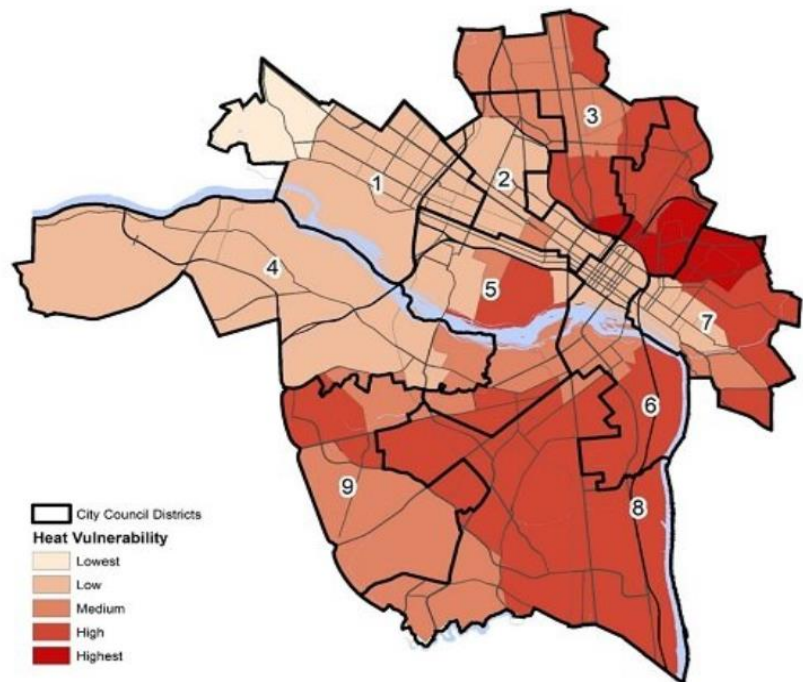 3
1
2
4
5
7
6
9
8
City Council Districts
Heat Vulnerability
Lowest
Low
Medium
High
Highest